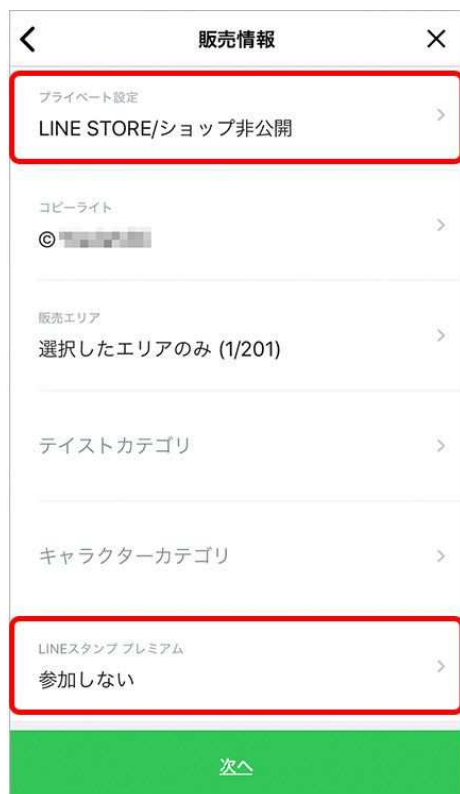 販売情報
プライベート設定
LINE STORE/ショップ非公開
コピーライト
©
販売エリア
選択したエリアのみ (1/201)
テイストカテゴリ
キャラクターカテゴリ
LINEスタンプ プレミアム
参加しない
次へ